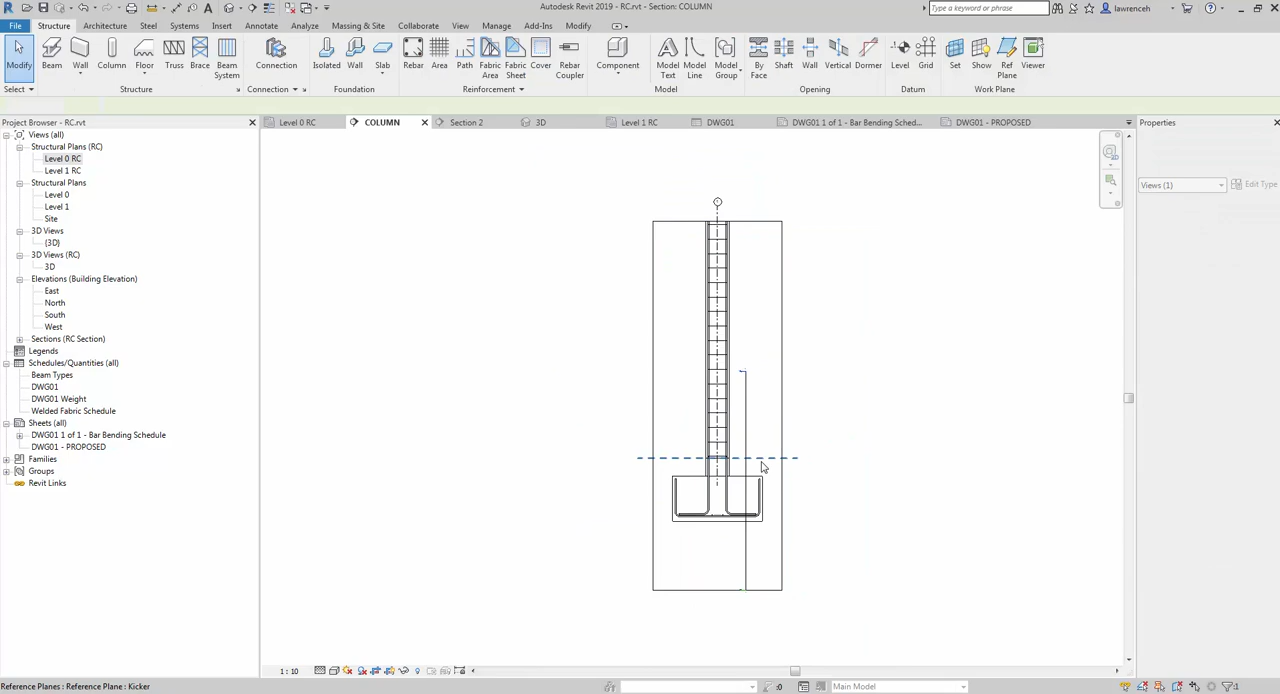 Autodesk Revit 2019 - RC.rvt - Section: COLUMN
Type a keyword or phrase
lawrenceh
File Structure Architecture Steel Systems Insert Annotate Analyze Massing & Site Collaborate View Manage Add-Ins Modify
Modify Beam Wall Column Floor Truss Brace Beam System Connection Isolated Wall Slab Rebar Area Path Fabric Area Fabric Sheet Cover Rebar Coupler Component Model Text Model Line Model Group By Face Shaft Wall Vertical Dormer Level Grid Set Show Ref Plane Viewer
Select Structure Connection Foundation Reinforcement Model Opening Datum Work Plane
Project Browser - RC.rvt
Level 0 RC COLUMN Section 2 3D Level 1 RC DWG01 DWG01 1 of 1 - Bar Bending Sched... DWG01 - PROPOSED
Properties
Views (1) Edit Type
Views (all)
Structural Plans (RC)
Level 0 RC
Level 1 RC
Structural Plans
Level 0
Level 1
Site
3D Views
{3D}
3D Views (RC)
3D
Elevations (Building Elevation)
East
North
South
West
Sections (RC Section)
Legends
Schedules/Quantities (all)
Beam Types
DWG01
DWG01 Weight
Welded Fabric Schedule
Sheets (all)
DWG01 1 of 1 - Bar Bending Schedule
DWG01 - PROPOSED
Families
Groups
Revit Links
1 : 10
Reference Planes : Reference Plane : Kicker
:0
Main Model
:1